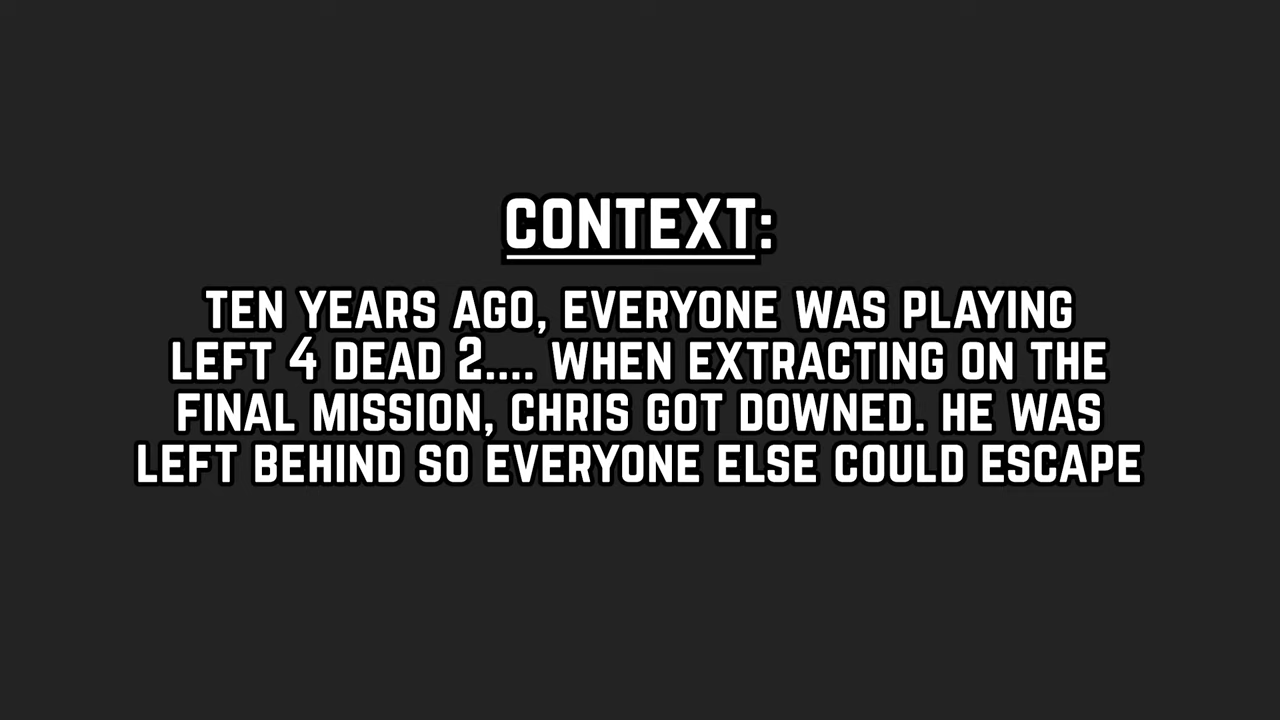 CONTEXT:
TEN YEARS AGO, EVERYONE WAS PLAYING
LEFT 4 DEAD 2.... WHEN EXTRACTING ON THE
FINAL MISSION, CHRIS GOT DOWNED. HE WAS
LEFT BEHIND SO EVERYONE ELSE COULD ESCAPE